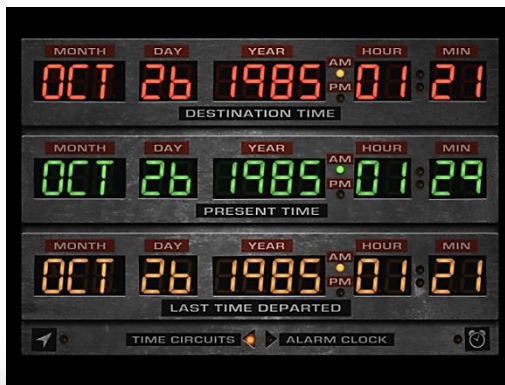 MONTH DAY YEAR HOUR MIN
OCT 26 1985 AM PM 01:21
DESTINATION TIME
MONTH DAY YEAR HOUR MIN
OCT 26 1985 AM PM 01:29
PRESENT TIME
MONTH DAY YEAR HOUR MIN
OCT 26 1985 AM PM 01:21
LAST TIME DEPARTED
TIME CIRCUITS ALARM CLOCK